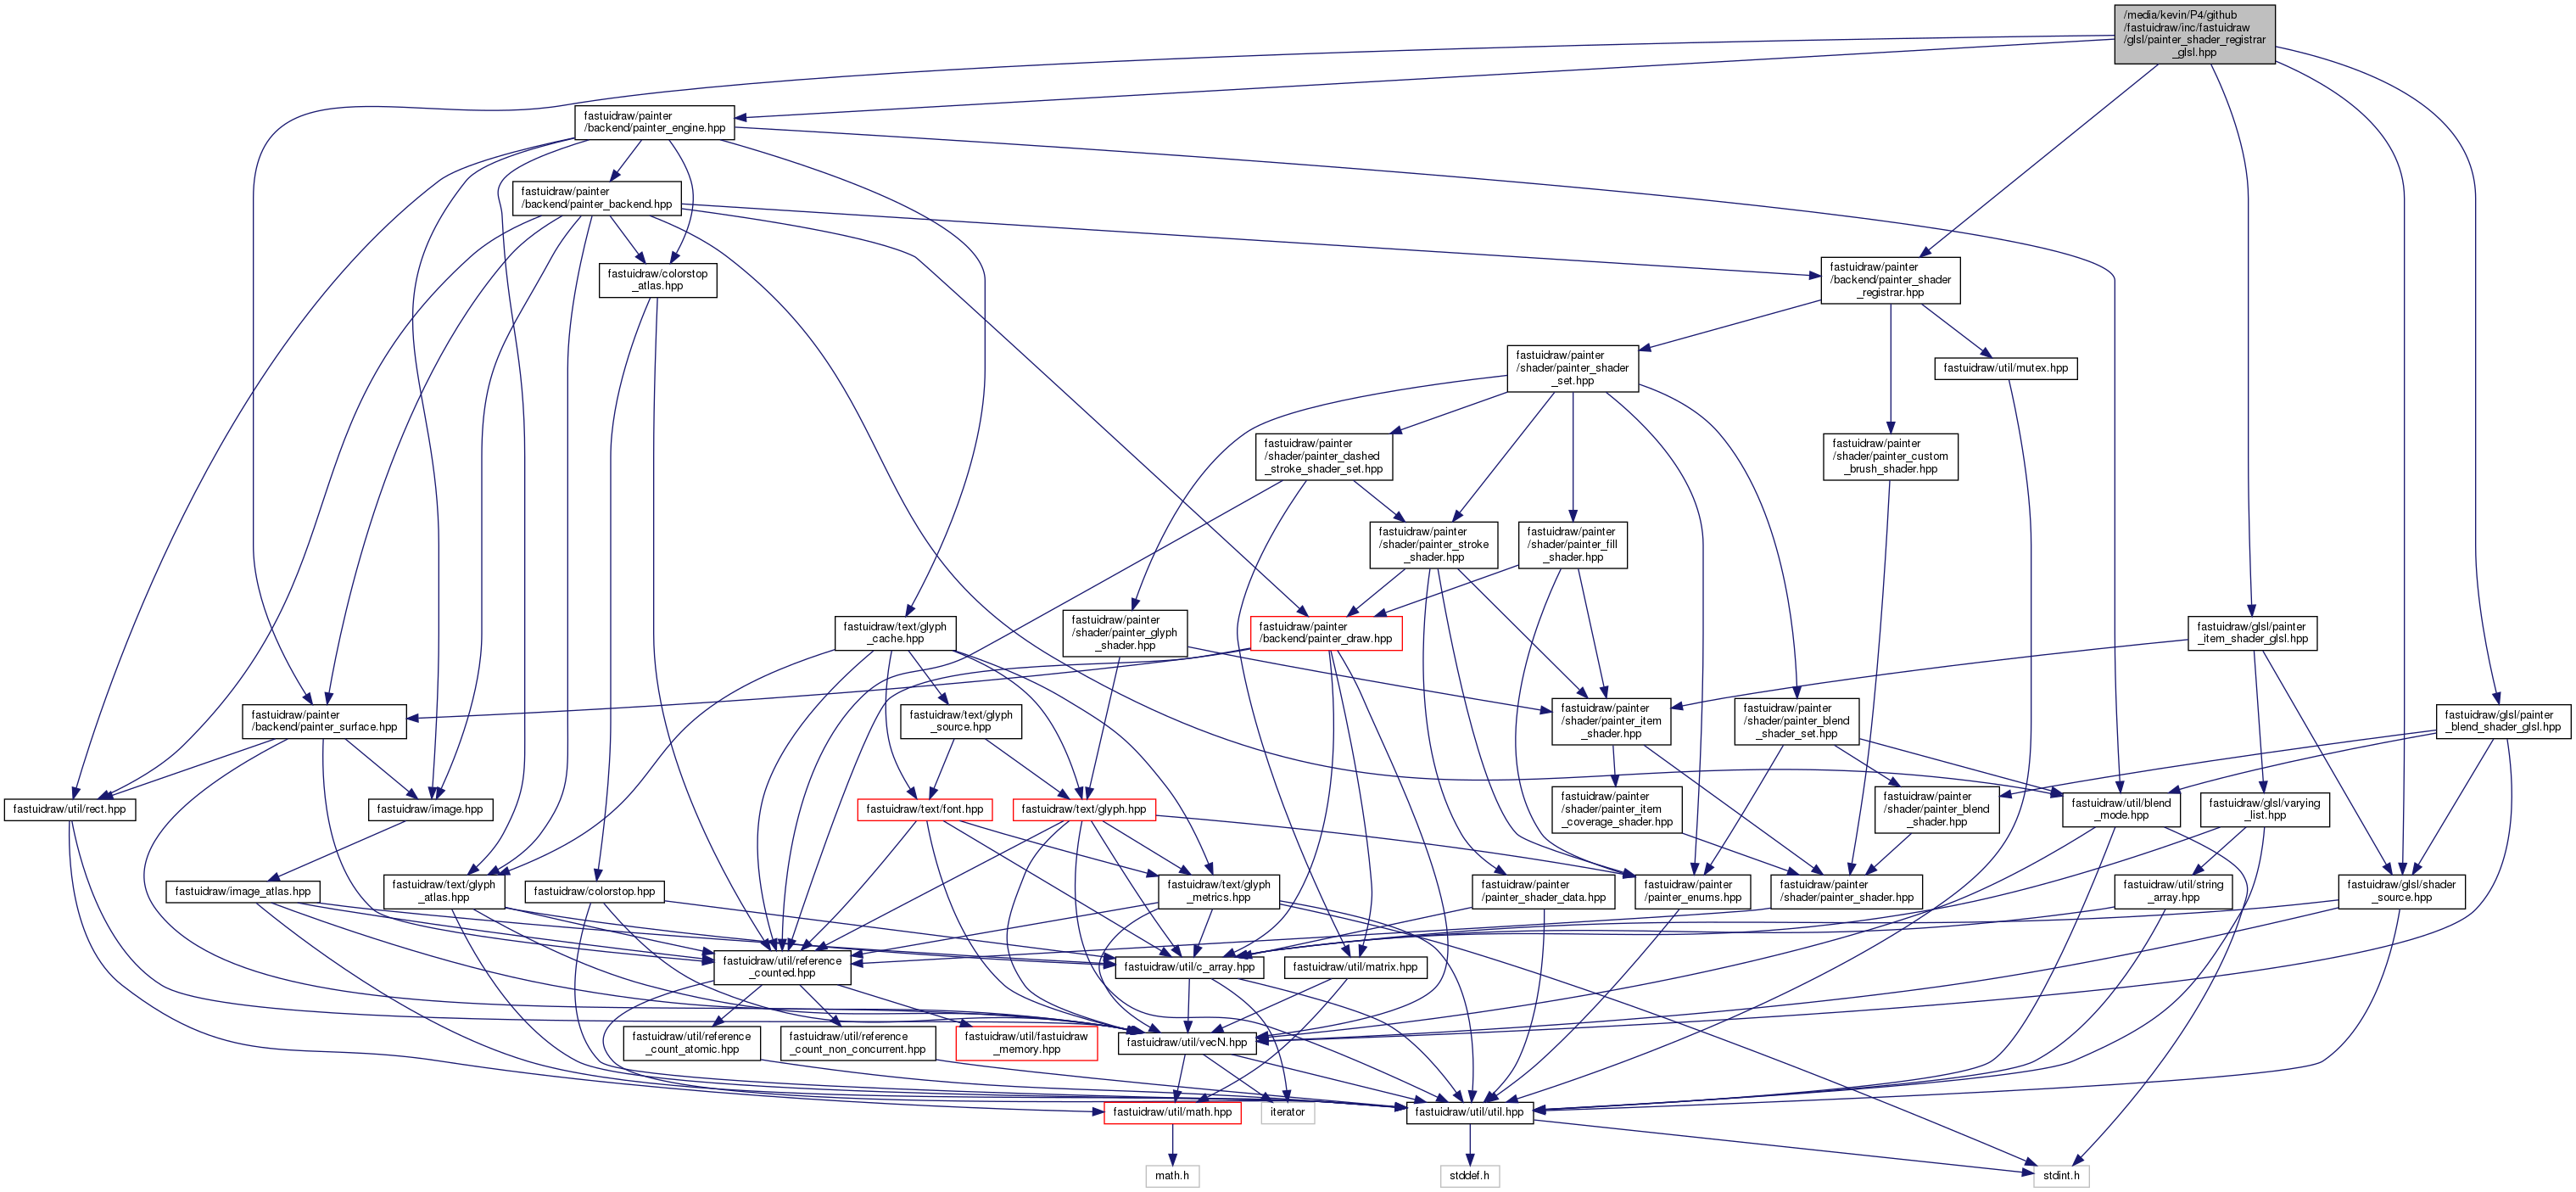 /media/kevin/P4/github
/fastuidraw/inc/fastuidraw
/glsl/painter_shader_registrar
_glsl.hpp
fastuidraw/painter
/backend/painter_engine.hpp
fastuidraw/painter
/backend/painter_backend.hpp
fastuidraw/colorstop
_atlas.hpp
fastuidraw/painter
/backend/painter_shader
_registrar.hpp
fastuidraw/painter
/shader/painter_shader
_set.hpp
fastuidraw/util/mutex.hpp
fastuidraw/painter
/shader/painter_dashed
_stroke_shader_set.hpp
fastuidraw/painter
/shader/painter_custom
_brush_shader.hpp
fastuidraw/painter
/shader/painter_stroke
_shader.hpp
fastuidraw/painter
/shader/painter_fill
_shader.hpp
fastuidraw/text/glyph
_cache.hpp
fastuidraw/painter
/shader/painter_glyph
_shader.hpp
fastuidraw/painter
/backend/painter_draw.hpp
fastuidraw/glsl/painter
_item_shader_glsl.hpp
fastuidraw/painter
/backend/painter_surface.hpp
fastuidraw/text/glyph
_source.hpp
fastuidraw/painter
/shader/painter_item
_shader.hpp
fastuidraw/painter
/shader/painter_blend
_shader_set.hpp
fastuidraw/glsl/painter
_blend_shader_glsl.hpp
fastuidraw/util/rect.hpp
fastuidraw/image.hpp
fastuidraw/text/font.hpp
fastuidraw/text/glyph.hpp
fastuidraw/painter
/shader/painter_item
_coverage_shader.hpp
fastuidraw/painter
/shader/painter_blend
_shader.hpp
fastuidraw/util/blend
_mode.hpp
fastuidraw/glsl/varying
_list.hpp
fastuidraw/image_atlas.hpp
fastuidraw/text/glyph
_atlas.hpp
fastuidraw/colorstop.hpp
fastuidraw/text/glyph
_metrics.hpp
fastuidraw/painter
/painter_shader_data.hpp
fastuidraw/painter
/painter_enums.hpp
fastuidraw/painter
/shader/painter_shader.hpp
fastuidraw/util/string
_array.hpp
fastuidraw/glsl/shader
_source.hpp
fastuidraw/util/reference
_counted.hpp
fastuidraw/util/c_array.hpp
fastuidraw/util/matrix.hpp
fastuidraw/util/reference
_count_atomic.hpp
fastuidraw/util/reference
_count_non_concurrent.hpp
fastuidraw/util/fastuidraw
_memory.hpp
fastuidraw/util/vecN.hpp
fastuidraw/util/math.hpp
iterator
fastuidraw/util/util.hpp
math.h
stddef.h
stdint.h